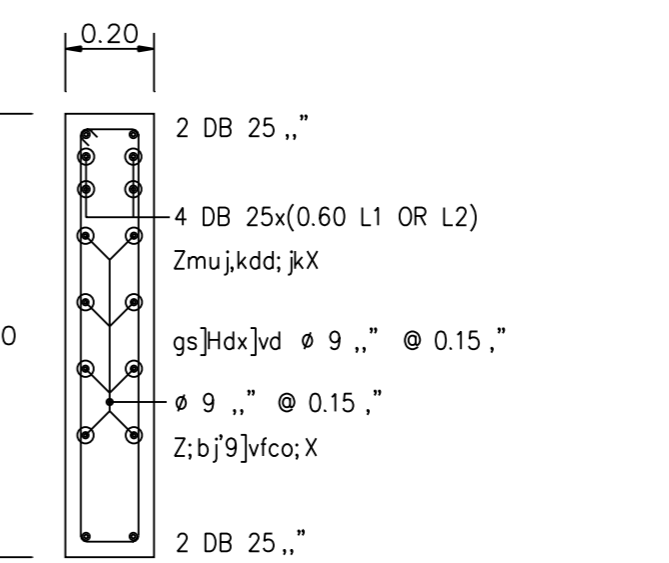 0.20
2 DB 25 ,,”
4 DB 25x(0.60 L1 OR L2)
Zmuj,kdd; jkX
0
gs]Hdx]vd ø 9 ,,” @ 0.15 ,”
ø 9 ,,” @ 0.15 ,”
Z;bj'9]vfco; X
2 DB 25 ,,”